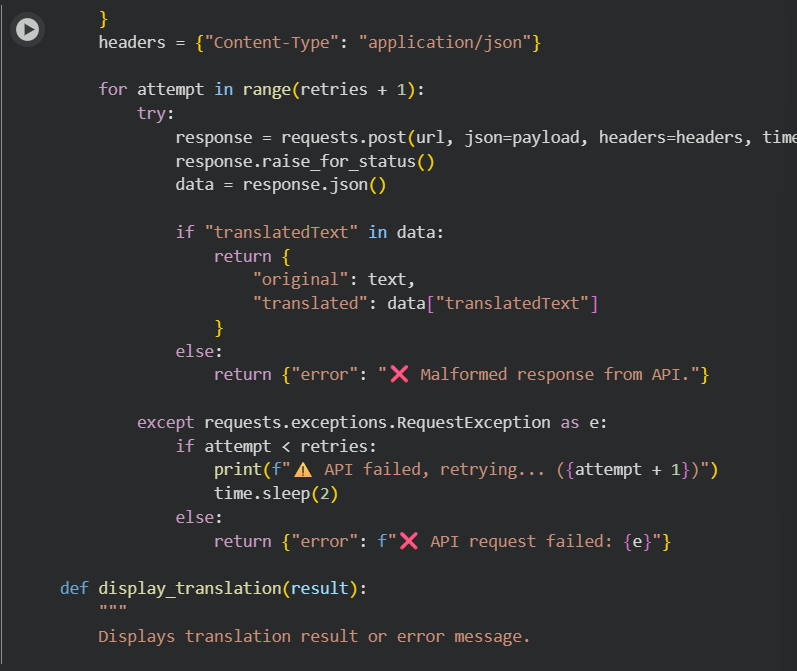 }
headers = {"Content-Type": "application/json"}
for attempt in range(retries + 1):
try:
response = requests.post(url, json=payload, headers=headers, time
response.raise_for_status()
data = response.json()
if "translatedText" in data:
return {
"original": text,
"translated": data["translatedText"]
}
else:
return {"error": "❌ Malformed response from API."}
except requests.exceptions.RequestException as e:
if attempt < retries:
print(f"⚠️ API failed, retrying... ({attempt + 1})")
time.sleep(2)
else:
return {"error": f"❌ API request failed: {e}"}
def display_translation(result):
"""
Displays translation result or error message.